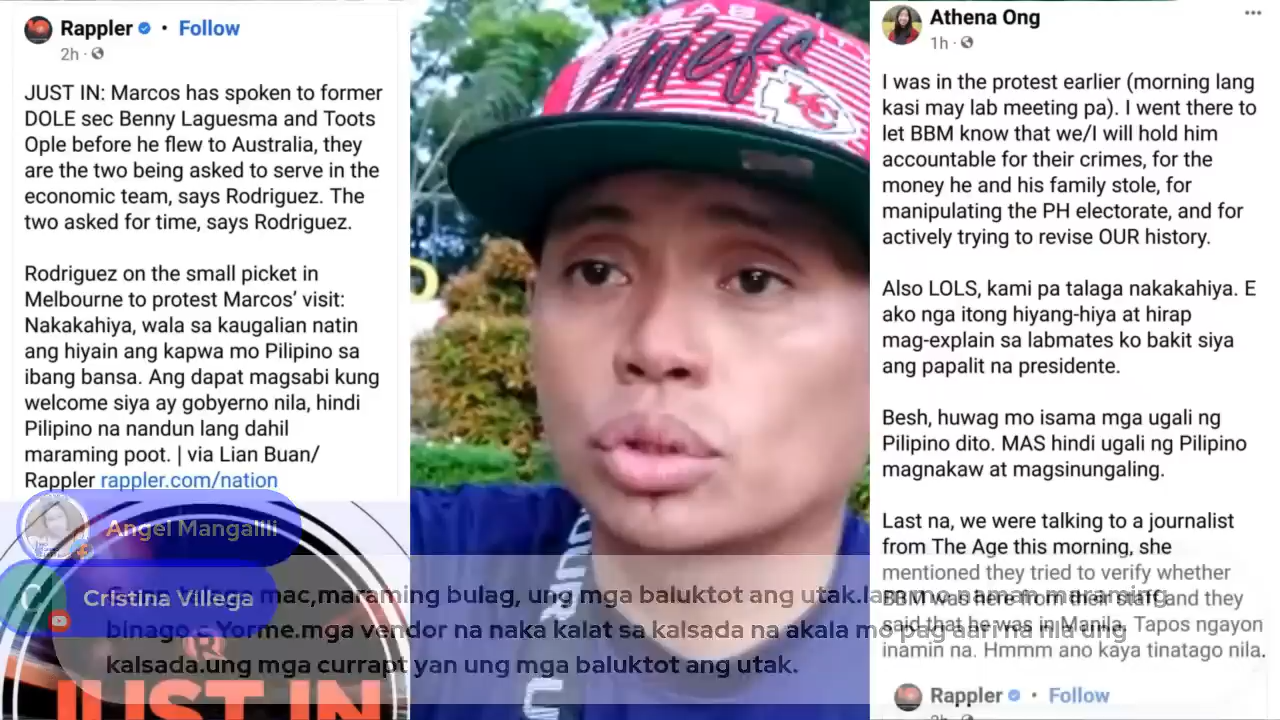 Rappler · Follow
2h ·
JUST IN: Marcos has spoken to former
DOLE sec Benny Laguesma and Toots
Ople before he flew to Australia, they
are the two being asked to serve in the
economic team, says Rodriguez. The
two asked for time, says Rodriguez.
Rodriguez on the small picket in
Melbourne to protest Marcos' visit:
Nakakahiya, wala sa kaugalian natin
ang hiyain ang kapwa mo Pilipino sa
ibang bansa. Ang dapat magsabi kung
welcome siya ay gobyerno nila, hindi
Pilipino na nandun lang dahil
maraming poot. | via Lian Buan/
Rappler rappler.com/nation
JUST IN
chiefs
KC
Athena Ong
1h ·
I was in the protest earlier (morning lang
kasi may lab meeting pa). I went there to
let BBM know that we/I will hold him
accountable for their crimes, for the
money he and his family stole, for
manipulating the PH electorate, and for
actively trying to revise OUR history.
Also LOLS, kami pa talaga nakakahiya. E
ako nga itong hiyang-hiya at hirap
mag-explain sa labmates ko bakit siya
ang papalit na presidente.
Besh, huwag mo isama mga ugali ng
Pilipino dito. MAS hindi ugali ng Pilipino
magnakaw at magsinungaling.
Last na, we were talking to a journalist
from The Age this morning, she
mentioned they tried to verify whether
BBM was here from their staff and they
said that he was in Manila. Tapos ngayon
inamin na. Hmmm ano kaya tinatago nila.
Rappler · Follow
Angel Mangalili
C
Cristina Villega
mac,maraming bulag, ung mga baluktot ang utak. mo naman maraming
binago Yorme.mga vendor na naka kalat sa kalsada na akala mo pag aari na nila ung
kalsada.ung mga currapt yan ung mga baluktot ang utak.